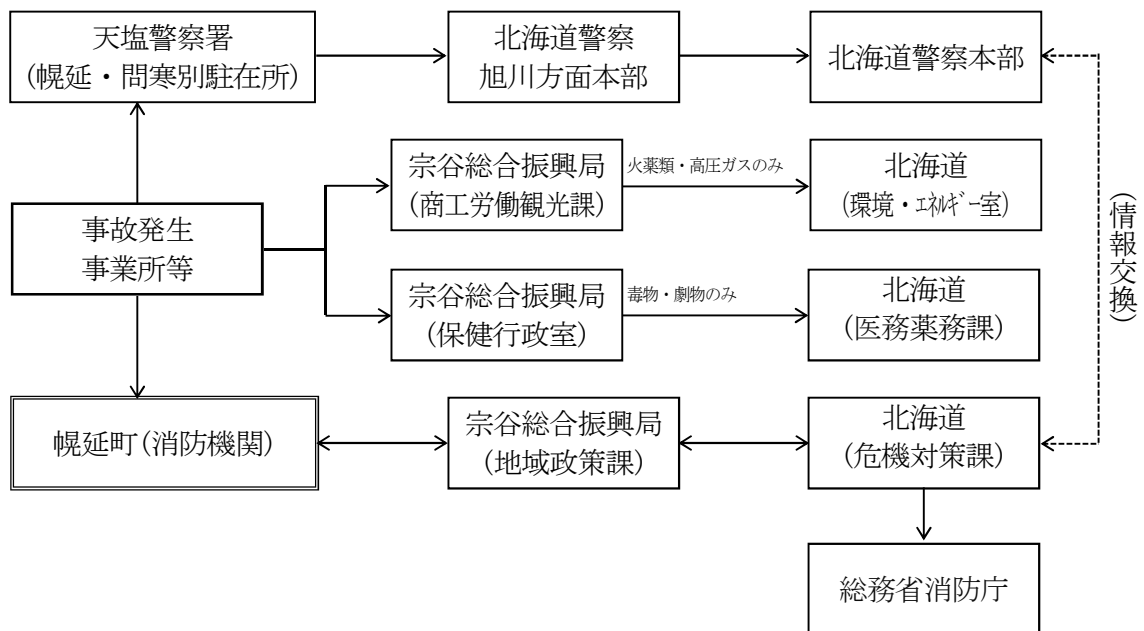 天塩警察署
(幌延・問寒別駐在所)
北海道警察
旭川方面本部
北海道警察本部
宗谷総合振興局
(商工労働観光課)
火薬類・高圧ガスのみ
北海道
(環境・ｴﾈﾙｷﾞｰ室)
事故発生
事業所等
宗谷総合振興局
(保健行政室)
毒物・劇物のみ
北海道
(医務薬務課)
(情報交換)
幌延町(消防機関)
宗谷総合振興局
(地域政策課)
北海道
(危機対策課)
総務省消防庁